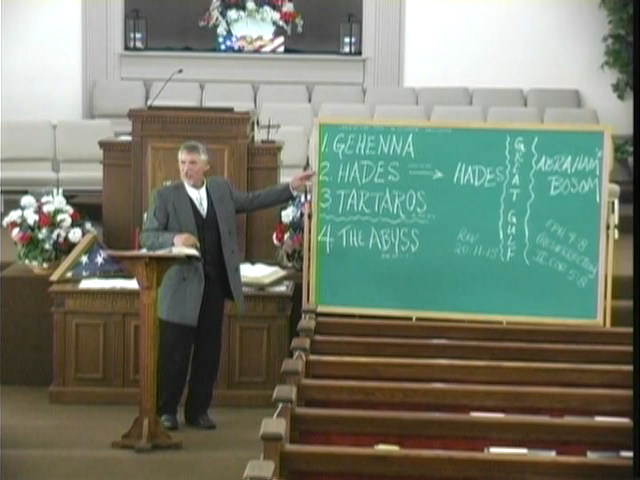 1. GEHENNA
2. HADES → HADES
3 TARTAROS
4 THE ABYSS
GREAT GULF
ABRAHAM'S
BOSOM
REV
20:11-15
EPH 4:8
II COR 5:8